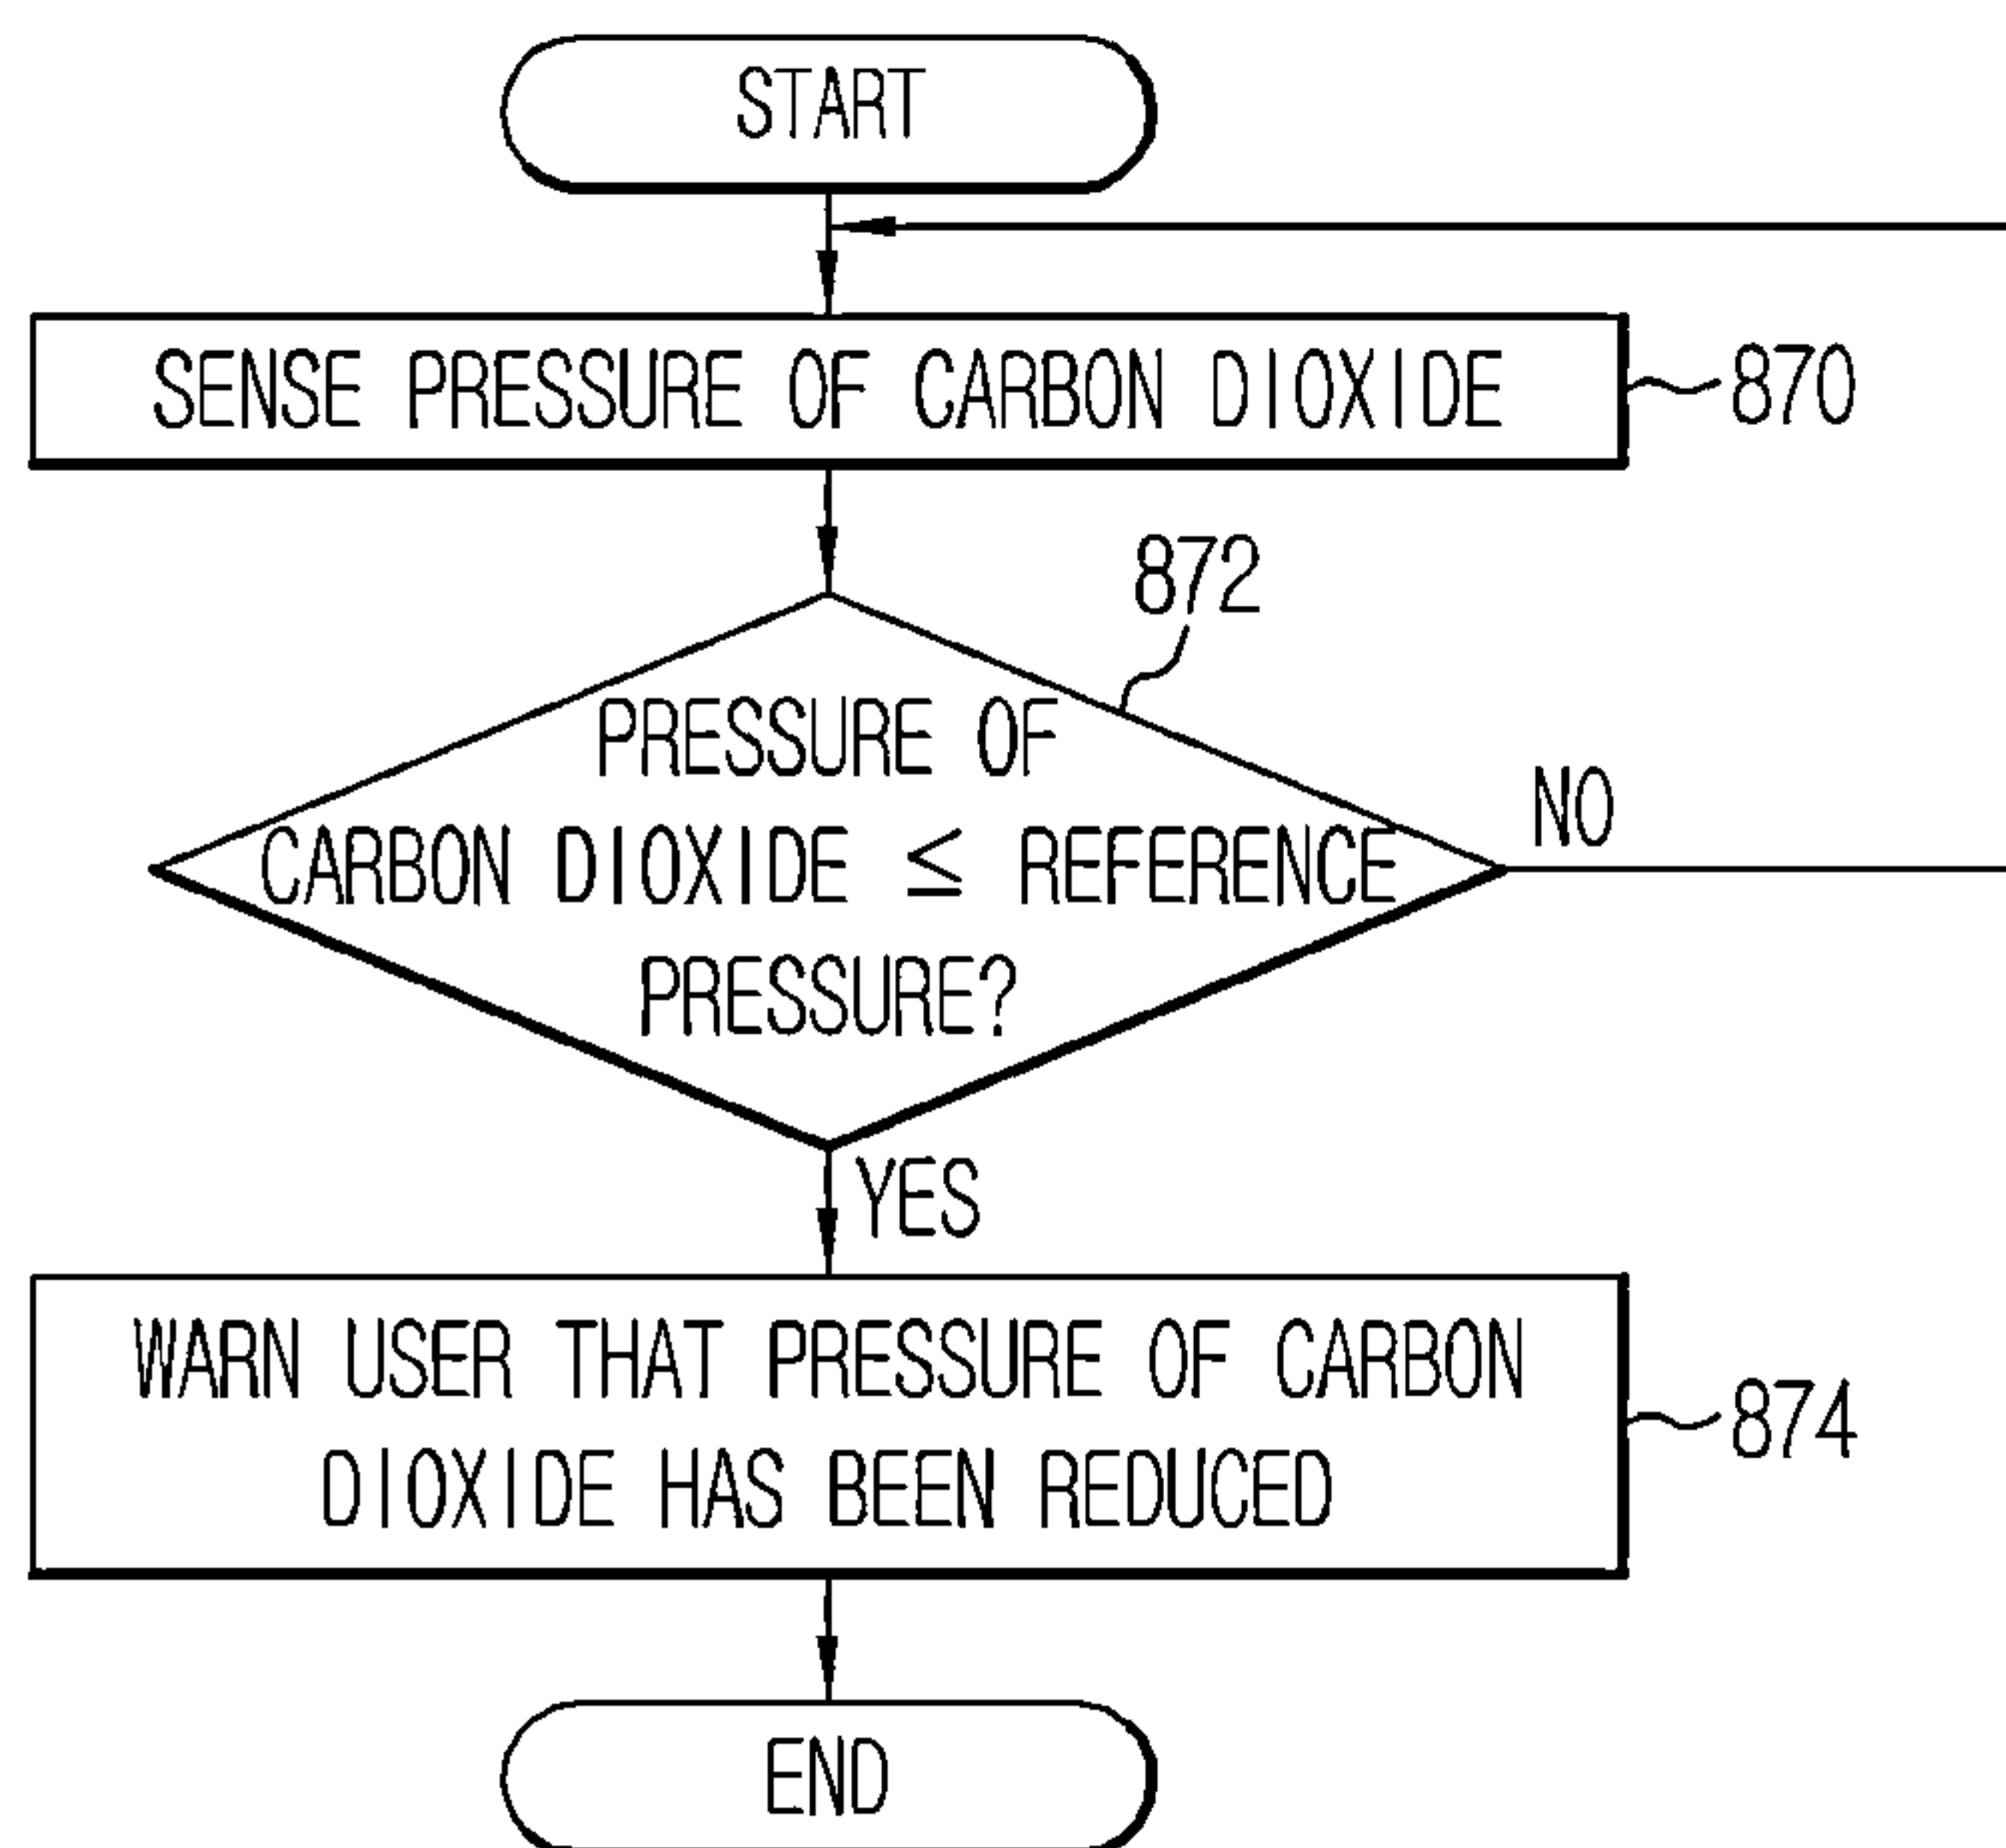 START
SENSE PRESSURE OF CARBON DIOXIDE
870
872
PRESSURE OF
CARBON DIOXIDE ≤ REFERENCE
PRESSURE?
NO
YES
WARN USER THAT PRESSURE OF CARBON
DIOXIDE HAS BEEN REDUCED
874
END